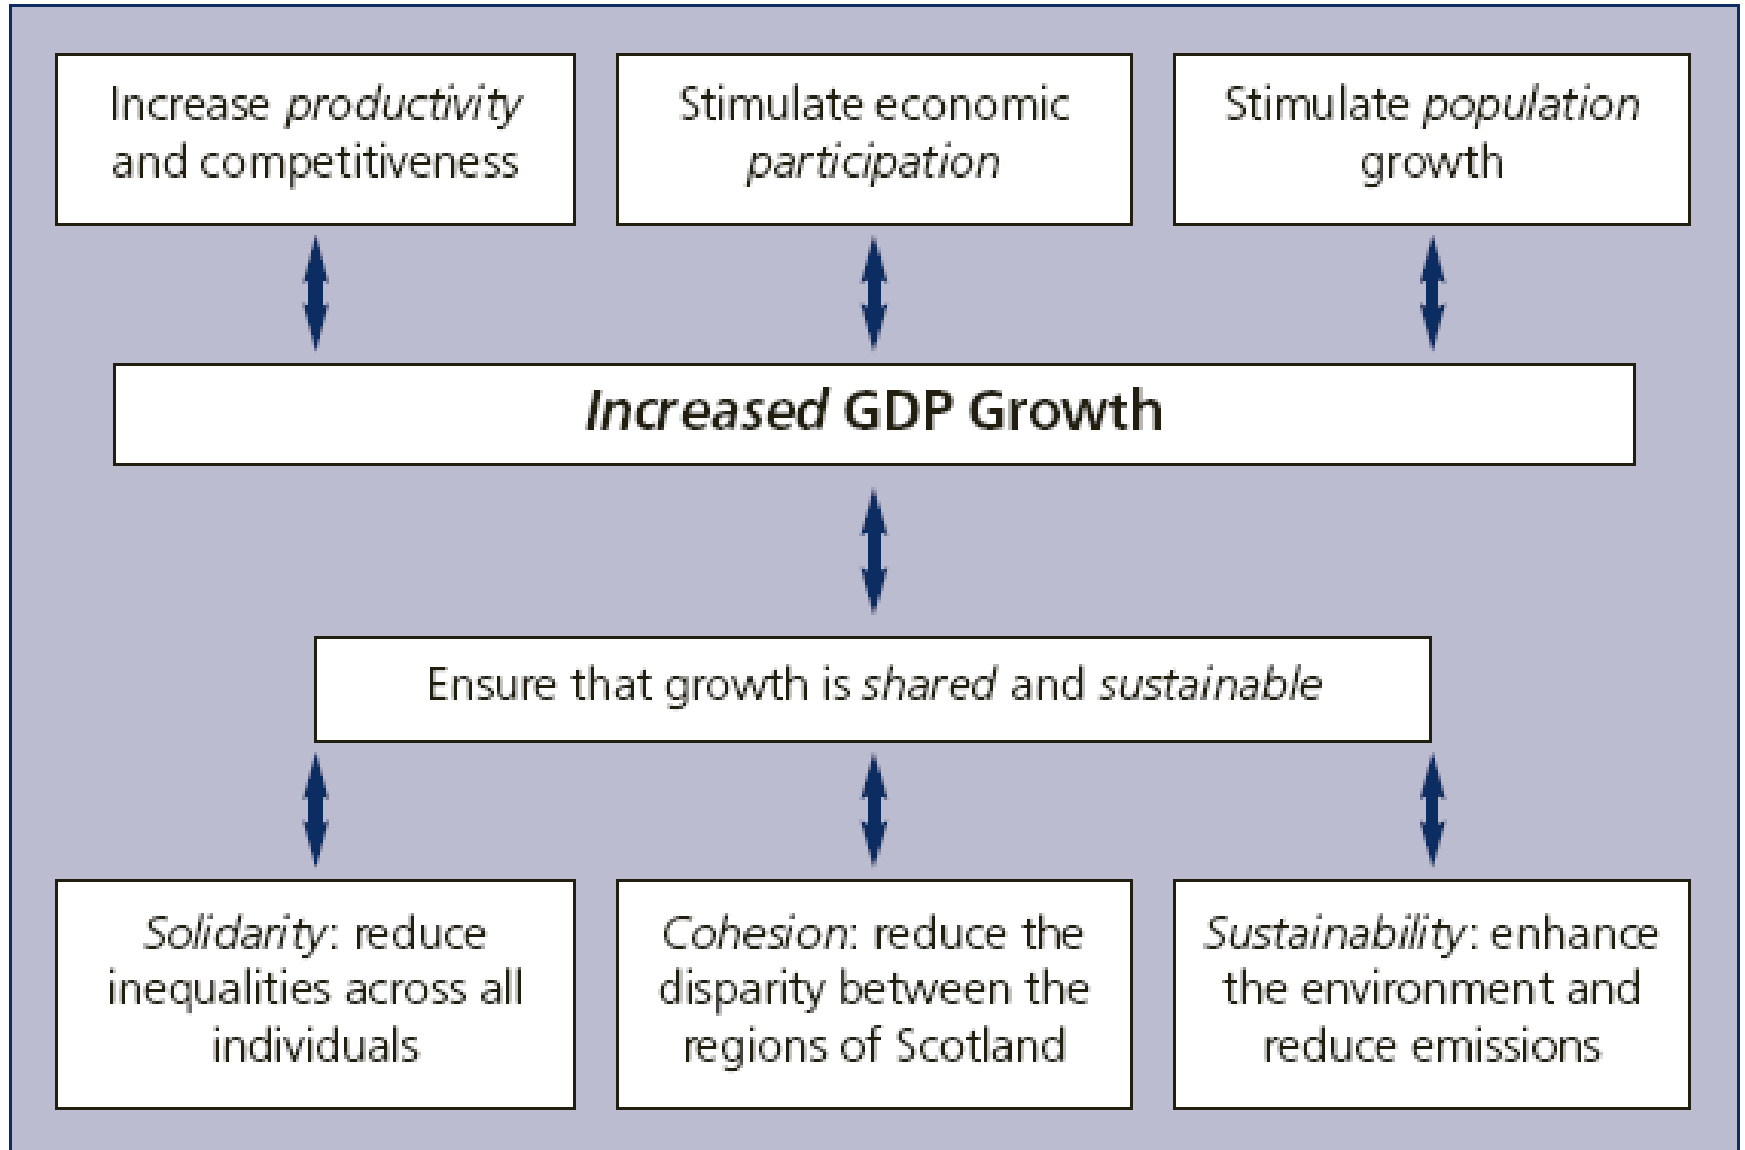 Increase productivity
and competitiveness
Stimulate economic
participation
Stimulate population
growth
Increased GDP Growth
Ensure that growth is shared and sustainable
Solidarity: reduce
inequalities across all
individuals
Cohesion: reduce the
disparity between the
regions of Scotland
Sustainability: enhance
the environment and
reduce emissions